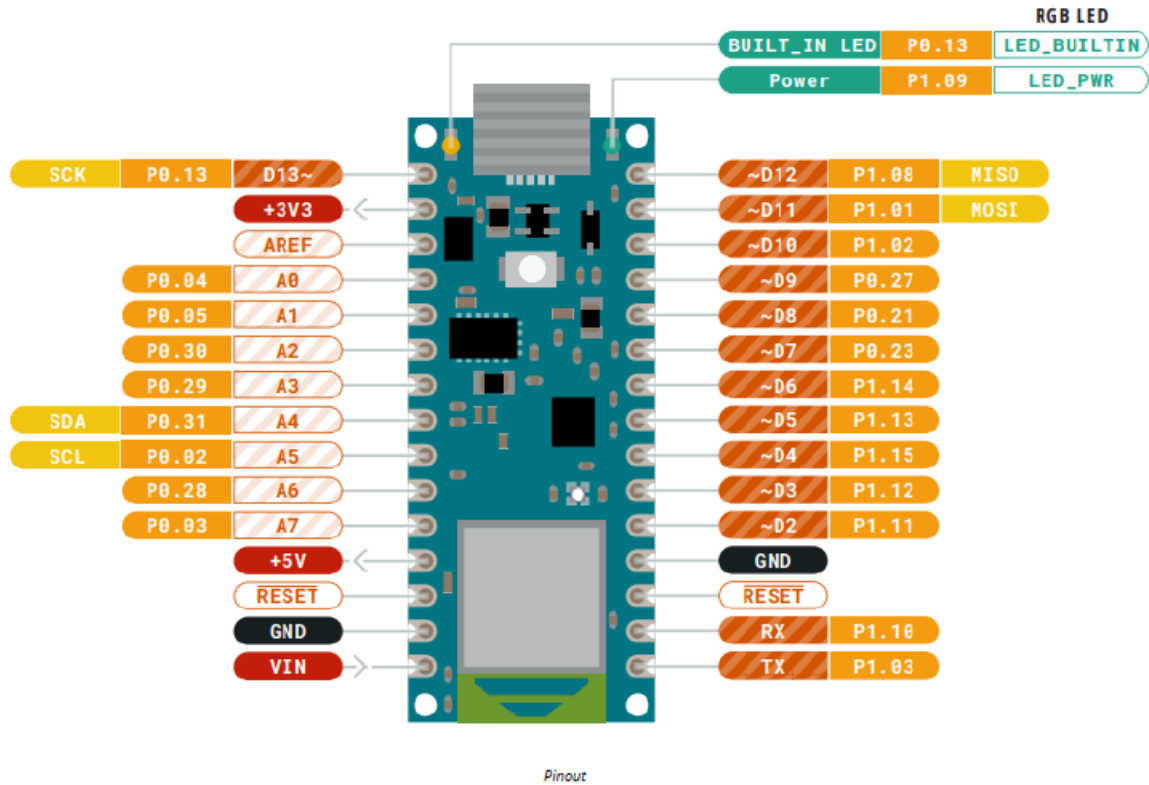 RGB LED
BUILT_IN LED P0.13 LED_BUILTIN
Power P1.09 LED_PWR
SCK P0.13 D13~
+3V3
AREF
P0.04 A0
P0.05 A1
P0.30 A2
P0.29 A3
SDA P0.31 A4
SCL P0.02 A5
P0.28 A6
P0.03 A7
+5V
RESET
GND
VIN
~D12 P1.08 MISO
~D11 P1.01 MOSI
~D10 P1.02
~D9 P0.27
~D8 P0.21
~D7 P0.23
~D6 P1.14
~D5 P1.13
~D4 P1.15
~D3 P1.12
~D2 P1.11
GND
RESET
RX P1.10
TX P1.03
Pinout